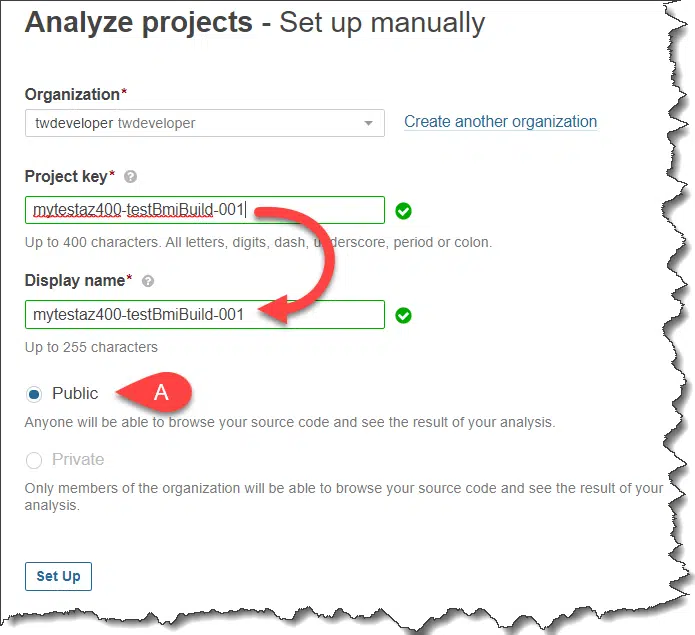 Analyze projects - Set up manually
Organization*
twdeveloper twdeveloper
Create another organization
Project key* ?
mytestaz400-testBmiBuild-001
Up to 400 characters. All letters, digits, dash, underscore, period or colon.
Display name* ?
mytestaz400-testBmiBuild-001
Up to 255 characters
Public
A
Anyone will be able to browse your source code and see the result of your analysis.
Private
Only members of the organization will be able to browse your source code and see the result of your
analysis.
Set Up